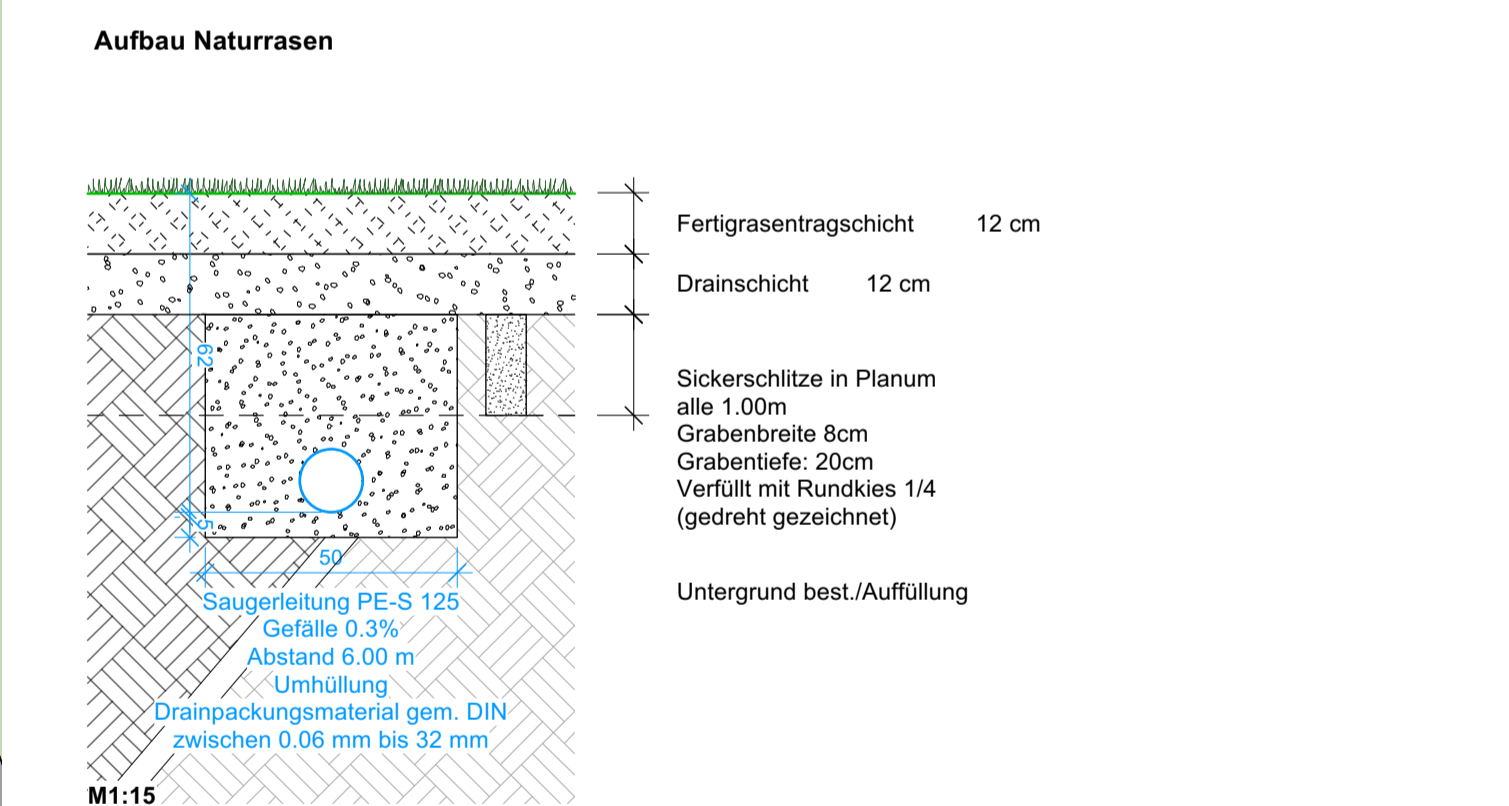 Aufbau Naturrasen
Fertigrasentragschicht 12 cm
Drainschicht 12 cm
62
Sickerschlitze in Planum
alle 1.00m
Grabenbreite 8cm
Grabentiefe: 20cm
Verfüllt mit Rundkies 1/4
(gedreht gezeichnet)
5
50
Untergrund best./Auffüllung
Saugerleitung PE-S 125
Gefälle 0.3%
Abstand 6.00 m
Umhüllung
Drainpackungsmaterial gem. DIN
zwischen 0.06 mm bis 32 mm
M1:15